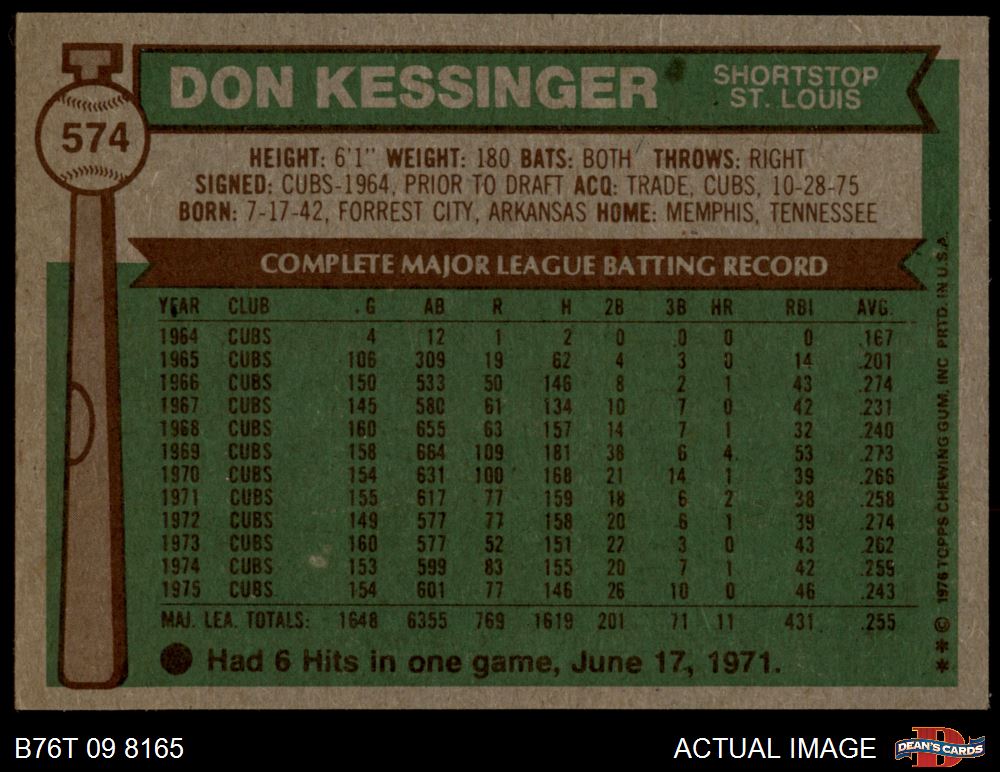 574
DON KESSINGER
SHORTSTOP
ST. LOUIS
HEIGHT: 6'1" WEIGHT: 180 BATS: BOTH THROWS: RIGHT
SIGNED: CUBS-1964, PRIOR TO DRAFT ACQ: TRADE, CUBS, 10-28-75
BORN: 7-17-42, FORREST CITY, ARKANSAS HOME: MEMPHIS, TENNESSEE
COMPLETE MAJOR LEAGUE BATTING RECORD
YEAR CLUB G AB R H 2B 3B HR RBI AVG.
1964 CUBS 4 12 1 2 0 0 0 0 .167
1965 CUBS 106 309 19 62 4 3 0 14 .201
1966 CUBS 150 533 50 146 8 2 1 43 .274
1967 CUBS 145 580 61 134 10 7 0 42 .231
1968 CUBS 160 655 63 157 14 7 1 32 .240
1969 CUBS 158 664 109 181 38 6 4 53 .273
1970 CUBS 154 631 100 168 21 14 1 39 .266
1971 CUBS 155 617 77 159 18 6 2 38 .258
1972 CUBS 149 577 77 158 20 6 1 39 .274
1973 CUBS 160 577 52 151 22 3 0 43 .262
1974 CUBS 153 599 83 155 20 7 1 42 .259
1975 CUBS 154 601 77 146 26 10 0 46 .243
MAJ. LEA. TOTALS: 1648 6355 769 1619 201 71 11 431 .255
Had 6 Hits in one game, June 17, 1971.
** © 1976 TOPPS CHEWING GUM, INC PRTD. IN U.S.A.
B76T 09 8165
ACTUAL IMAGE
D
DEAN'S CARDS